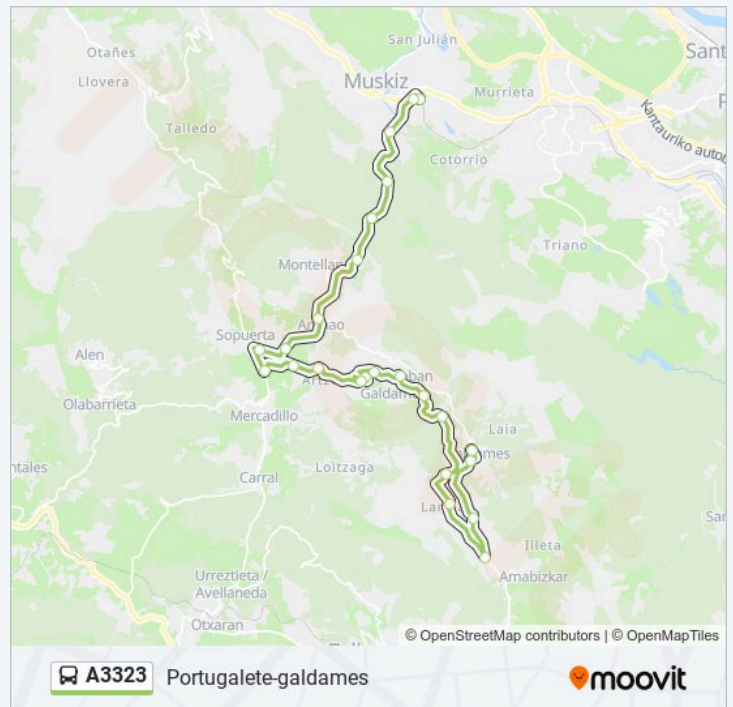 San Julián
Otañes
Sant
Llovera
Muskiz
Murrieta
Kantauriko autob
Talledo
Cotorrio
Triano
Montellan
Sopuerta
Alen
Olabarrieta
Galdames
Mercadillo
Laia
ntales
Loitzaga
Carral
Illeta
Amabizkar
Urreztieta /
Avellaneda
Otxaran
© OpenStreetMap contributors | © OpenMapTiles
A3323 Portugalete-galdames moovit